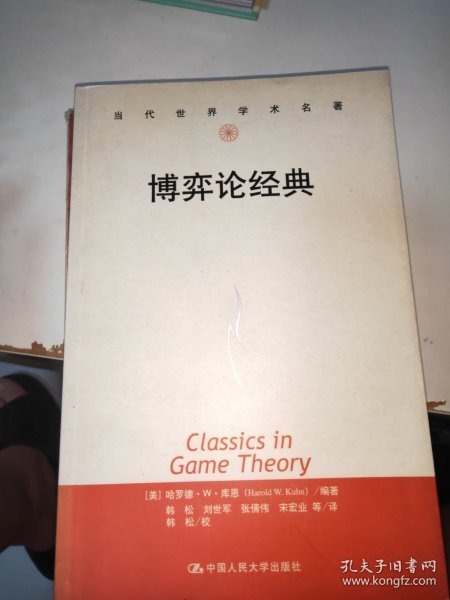 当代世界学术名著
博弈论经典
Classics in
Game Theory
[美] 哈罗德·W·库恩 (Harold W. Kuhn) /编著
韩 松 刘世军 张倩伟 宋宏业 等/译
韩 松/校
中国人民大学出版社
孔夫子旧书网
www.kongfz.com